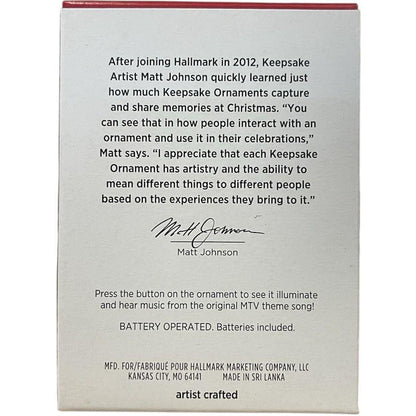 After joining Hallmark in 2012, Keepsake
Artist Matt Johnson quickly learned just
how much Keepsake Ornaments capture
and share memories at Christmas. “You
can see that in how people interact with an
ornament and use it in their celebrations,”
Matt says. “I appreciate that each Keepsake
Ornament has artistry and the ability to
mean different things to different people
based on the experiences they bring to it.”
Matt Johnson
Matt Johnson
Press the button on the ornament to see it illuminate
and hear music from the original MTV theme song!
BATTERY OPERATED. Batteries included.
MFD. FOR/FABRIQUÉ POUR HALLMARK MARKETING COMPANY, LLC
KANSAS CITY, MO 64141 MADE IN SRI LANKA
artist crafted